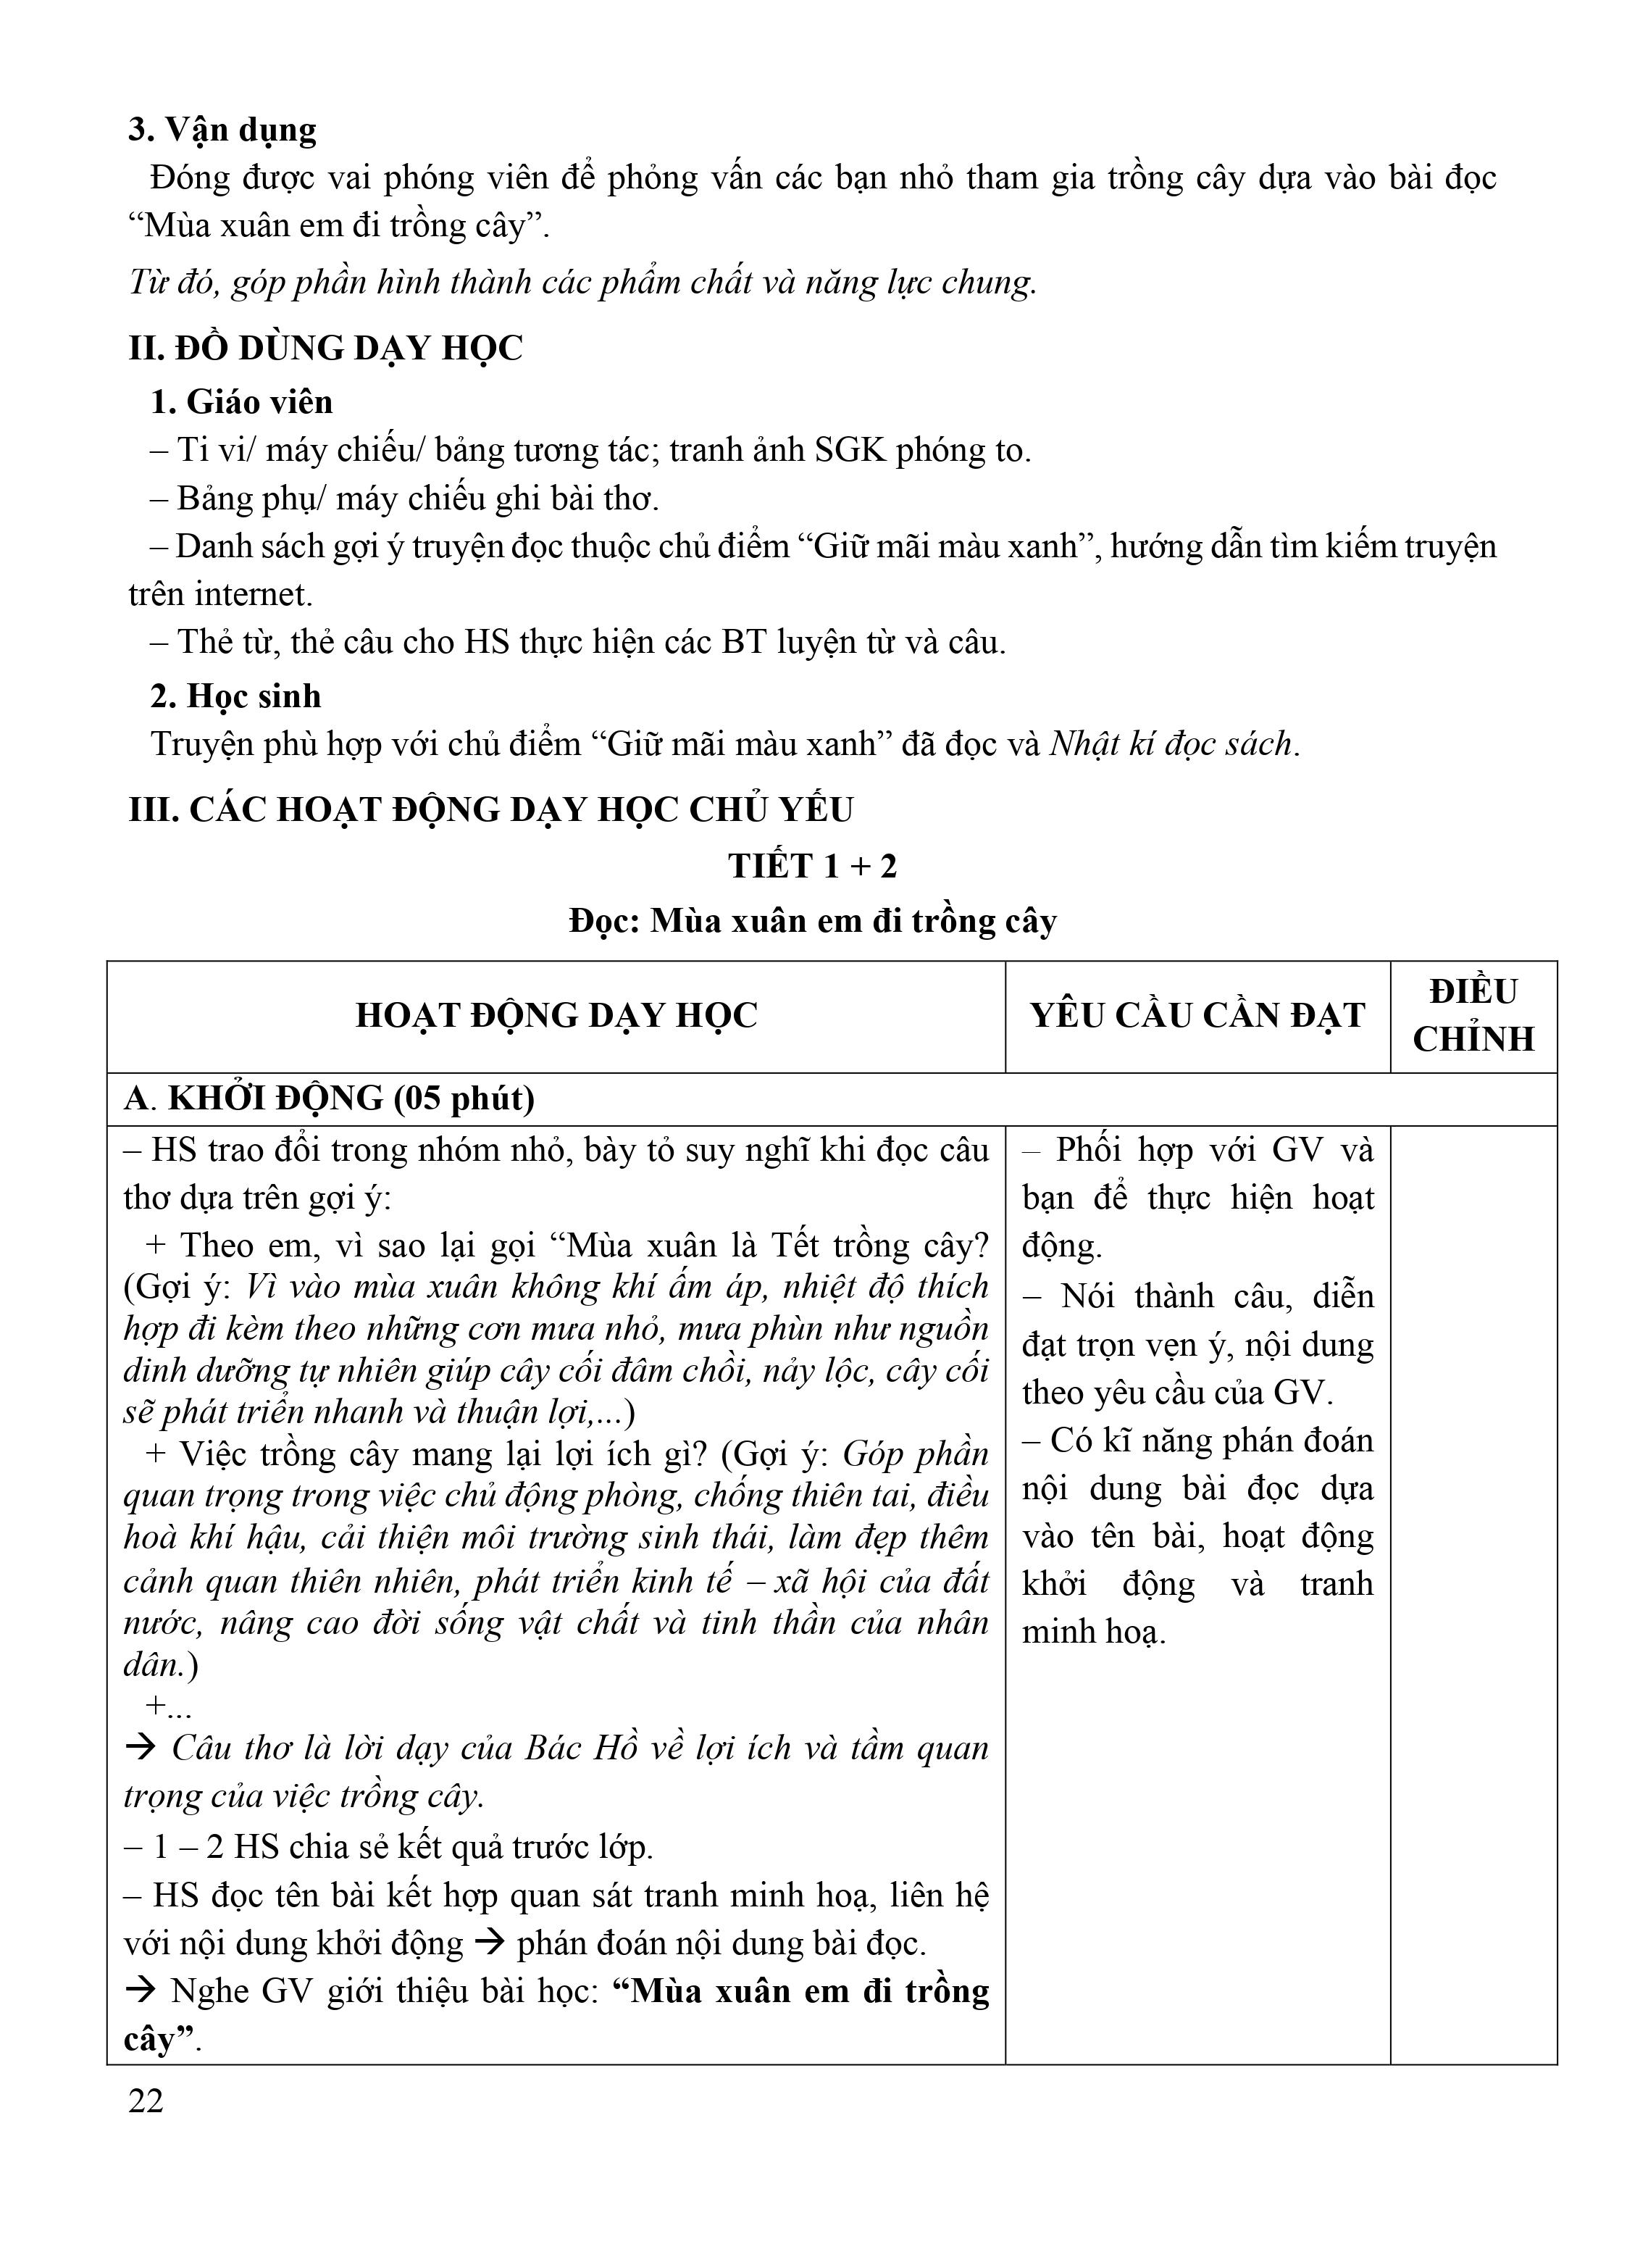 3. Vận dụng
Đóng được vai phóng viên để phỏng vấn các bạn nhỏ tham gia trồng cây dựa vào bài đọc
“Mùa xuân em đi trồng cây”.
Từ đó, góp phần hình thành các phẩm chất và năng lực chung.
II. ĐỒ DÙNG DẠY HỌC
1. Giáo viên
– Ti vi/ máy chiếu/ bảng tương tác; tranh ảnh SGK phóng to.
– Bảng phụ/ máy chiếu ghi bài thơ.
– Danh sách gợi ý truyện đọc thuộc chủ điểm “Giữ mãi màu xanh”, hướng dẫn tìm kiếm truyện
trên internet.
– Thẻ từ, thẻ câu cho HS thực hiện các BT luyện từ và câu.
2. Học sinh
Truyện phù hợp với chủ điểm “Giữ mãi màu xanh” đã đọc và Nhật kí đọc sách.
III. CÁC HOẠT ĐỘNG DẠY HỌC CHỦ YẾU
TIẾT 1 + 2
Đọc: Mùa xuân em đi trồng cây
HOẠT ĐỘNG DẠY HỌC
YÊU CẦU CẦN ĐẠT
ĐIỀU
CHỈNH
A. KHỞI ĐỘNG (05 phút)
– HS trao đổi trong nhóm nhỏ, bày tỏ suy nghĩ khi đọc câu
thơ dựa trên gợi ý:
+ Theo em, vì sao lại gọi “Mùa xuân là Tết trồng cây?
(Gợi ý: Vì vào mùa xuân không khí ấm áp, nhiệt độ thích
hợp đi kèm theo những cơn mưa nhỏ, mưa phùn như nguồn
dinh dưỡng tự nhiên giúp cây cối đâm chồi, nảy lộc, cây cối
sẽ phát triển nhanh và thuận lợi,...)
+ Việc trồng cây mang lại lợi ích gì? (Gợi ý: Góp phần
quan trọng trong việc chủ động phòng, chống thiên tai, điều
hoà khí hậu, cải thiện môi trường sinh thái, làm đẹp thêm
cảnh quan thiên nhiên, phát triển kinh tế – xã hội của đất
nước, nâng cao đời sống vật chất và tinh thần của nhân
dân.)
+...
→ Câu thơ là lời dạy của Bác Hồ về lợi ích và tầm quan
trọng của việc trồng cây.
– 1 – 2 HS chia sẻ kết quả trước lớp.
– HS đọc tên bài kết hợp quan sát tranh minh hoạ, liên hệ
với nội dung khởi động → phán đoán nội dung bài đọc.
→ Nghe GV giới thiệu bài học: “Mùa xuân em đi trồng
cây”.
– Phối hợp với GV và
bạn để thực hiện hoạt
động.
– Nói thành câu, diễn
đạt trọn vẹn ý, nội dung
theo yêu cầu của GV.
– Có kĩ năng phán đoán
nội dung bài đọc dựa
vào tên bài, hoạt động
khởi động và tranh
minh hoạ.
22